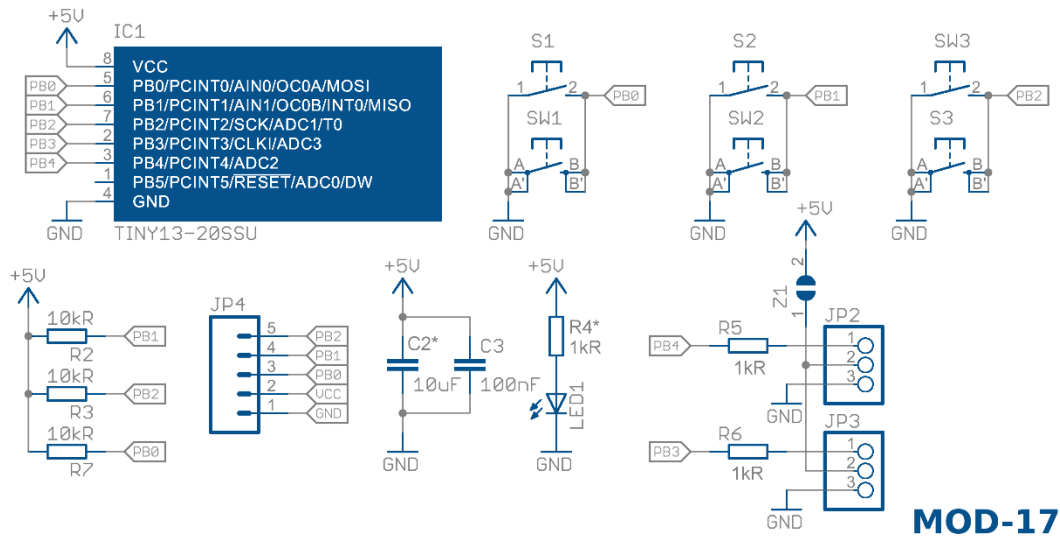 +5V
IC1
8 VCC
PB0 5 PB0/PCINT0/AIN0/OC0A/MOSI
PB1 6 PB1/PCINT1/AIN1/OC0B/INT0/MISO
PB2 7 PB2/PCINT2/SCK/ADC1/T0
PB3 2 PB3/PCINT3/CLKI/ADC3
PB4 3 PB4/PCINT4/ADC2
1 PB5/PCINT5/RESET/ADC0/DW
4 GND
GND
TINY13-20SSU
S1
1 2
PB0
SW1
A B
A' B'
GND
S2
1 2
PB1
SW2
A B
A' B'
GND
SW3
1 2
PB2
S3
A B
A' B'
GND
+5V
10kR
PB1
R2
10kR
PB2
R3
10kR
PB0
R7
JP4
5 PB2
4 PB1
3 PB0
2 VCC
1 GND
+5V
C2*
10uF
C3
100nF
GND
+5V
R4*
1kR
LED1
GND
+5V
2
Z1
1
PB4
R5
1kR
JP2
1
2
3
GND
PB3
R6
1kR
JP3
1
2
3
GND
MOD-17